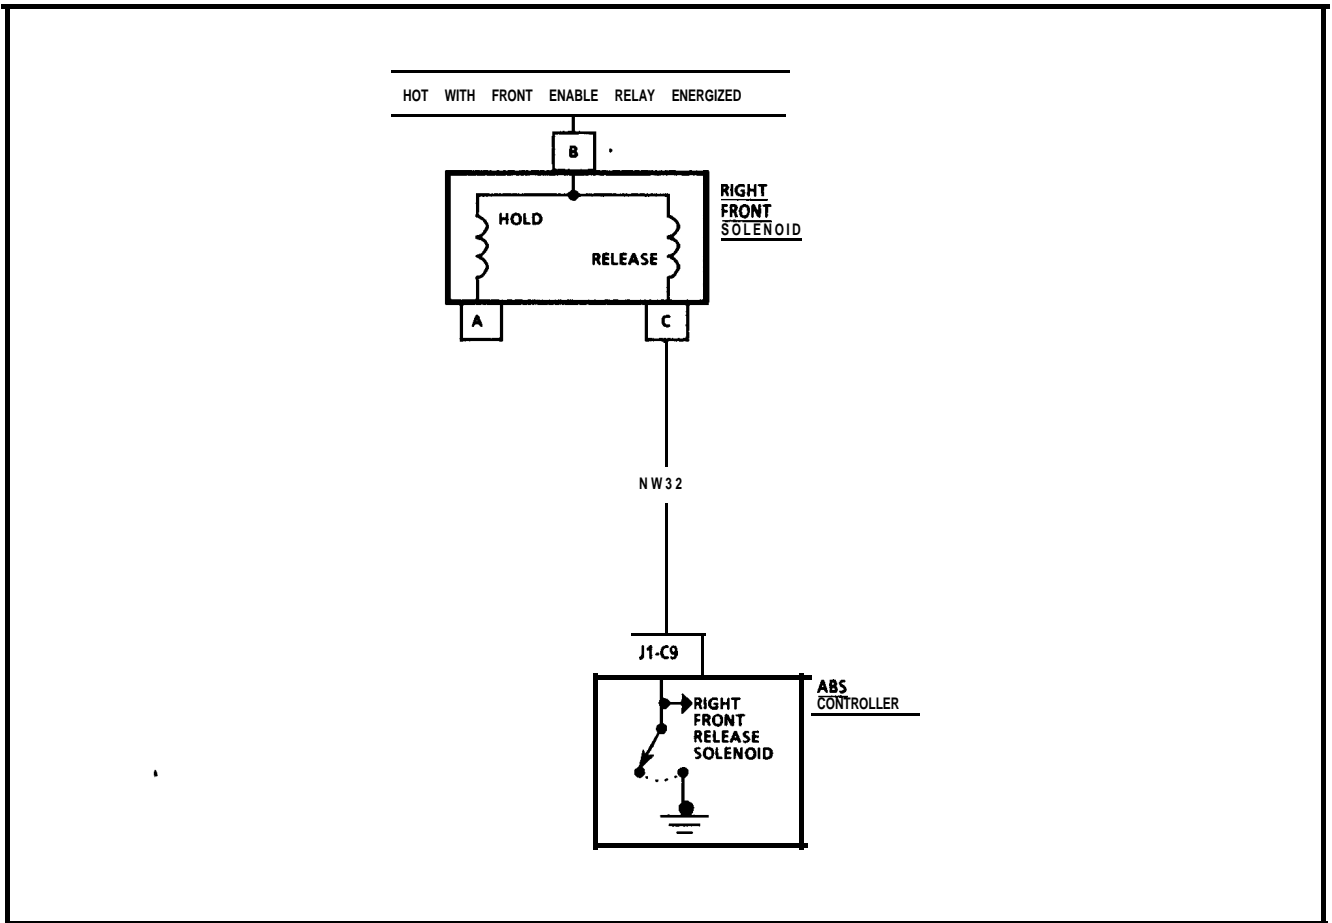 HOT WITH FRONT ENABLE RELAY ENERGIZED
B
RIGHT
FRONT
SOLENOID
HOLD
RELEASE
A
C
NW32
J1-C9
ABS
CONTROLLER
RIGHT
FRONT
RELEASE
SOLENOID